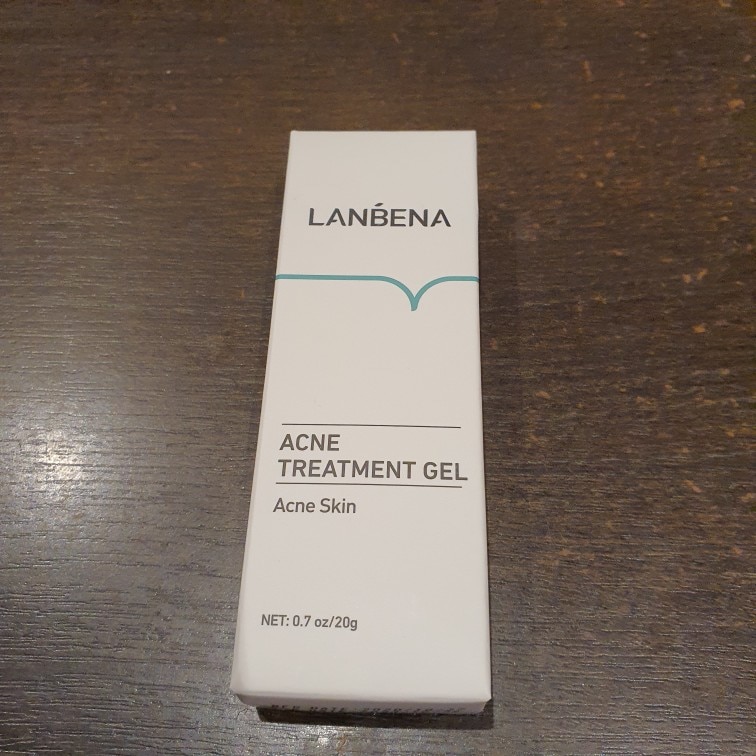 LANBENA
ACNE
TREATMENT GEL
Acne Skin
NET: 0.7 oz/20g